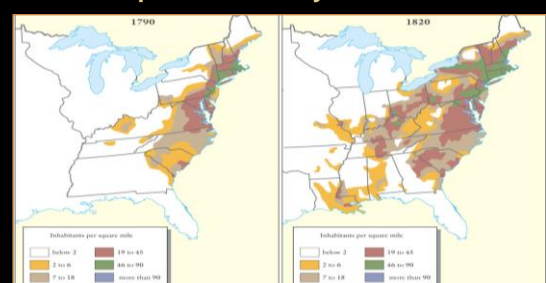 1790
1820
Inhabitants per square mile
below 2
19 to 45
2 to 6
46 to 90
7 to 18
more than 90
Inhabitants per square mile
below 2
19 to 45
2 to 6
46 to 90
7 to 18
more than 90